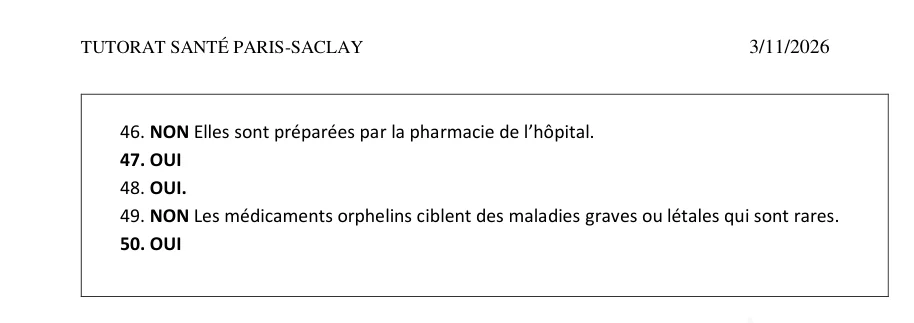 TUTORAT SANTÉ PARIS-SACLAY 3/11/2026
46. NON Elles sont préparées par la pharmacie de l’hôpital.
47. OUI
48. OUI.
49. NON Les médicaments orphelins ciblent des maladies graves ou létales qui sont rares.
50. OUI